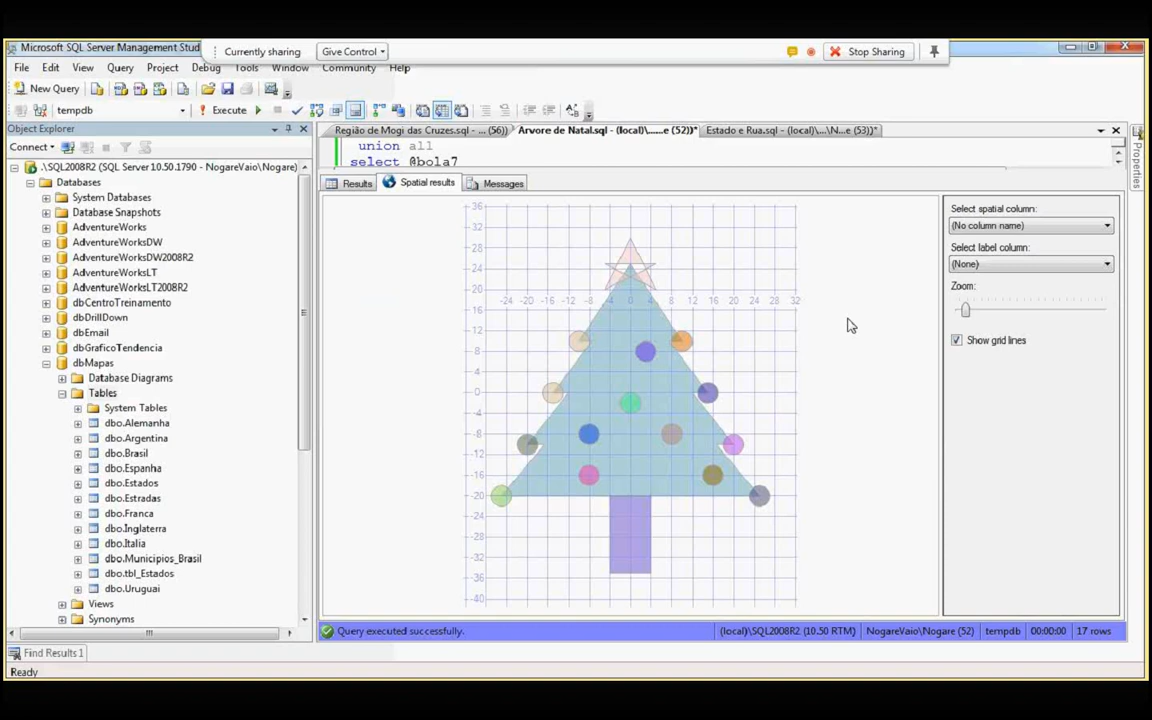 Microsoft SQL Server Management Stud
Currently sharing
Give Control
Stop Sharing
File Edit View Query Project Debug Tools Window Community Help
New Query
tempdb
Execute
Object Explorer
Região de Mogi das Cruzes.sql - ... (56))
Arvore de Natal.sql - (local)\.....e (52))*
Estado e Rua.sql - (local)\...\N...e (53))*
Connect
union all
select @bola7
Properties
.\SQL2008R2 (SQL Server 10.50.1790 - NogareVaio\Nogare)
Databases
System Databases
Database Snapshots
AdventureWorks
AdventureWorksDW
AdventureWorksDW2008R2
AdventureWorksLT
AdventureWorksLT2008R2
dbCentroTreinamento
dbDrillDown
dbEmail
dbGraficoTendencia
dbMapas
Database Diagrams
Tables
System Tables
dbo.Alemanha
dbo.Argentina
dbo.Brasil
dbo.Espanha
dbo.Estados
dbo.Estradas
dbo.Franca
dbo.Inglaterra
dbo.Italia
dbo.Municipios_Brasil
dbo.tbl_Estados
dbo.Uruguai
Views
Synonyms
Results
Spatial results
Messages
36
32
28
24
20
-24 -20 -16 -12 -8 -4 0 4 8 12 16 20 24 28 32
16
12
8
4
0
-4
-8
-12
-16
-20
-24
-28
-32
-36
-40
Select spatial column:
(No column name)
Select label column:
(None)
Zoom:
Show grid lines
Query executed successfully.
(local)\SQL2008R2 (10.50 RTM)
NogareVaio\Nogare (52)
tempdb
00:00:00
17 rows
Find Results 1
Ready